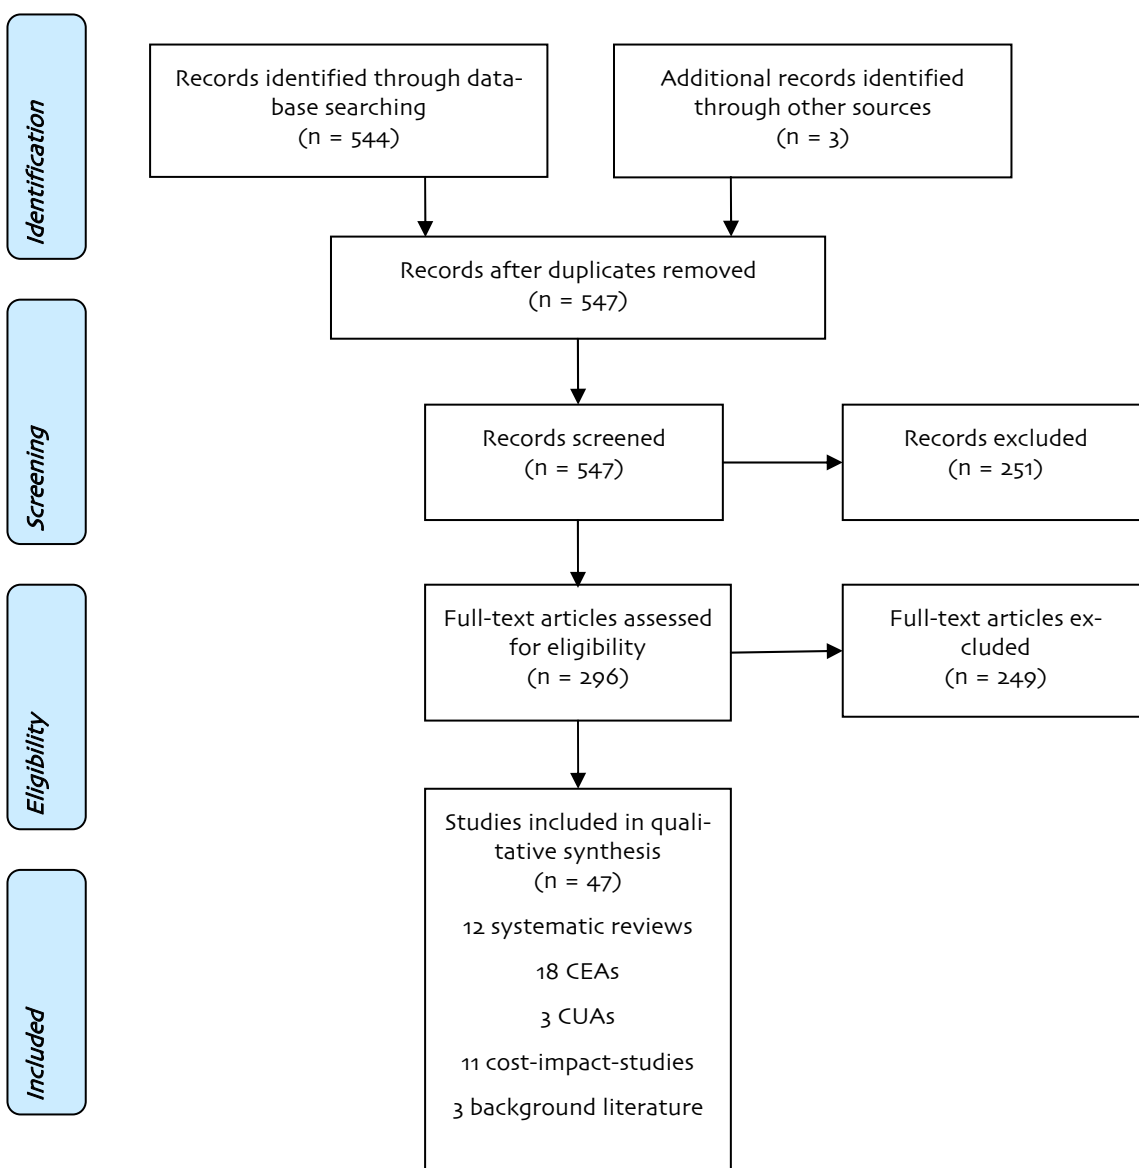 Identification
Records identified through data-
base searching
(n = 544)
Additional records identified
through other sources
(n = 3)
Records after duplicates removed
(n = 547)
Screening
Records screened
(n = 547)
Records excluded
(n = 251)
Eligibility
Full-text articles assessed
for eligibility
(n = 296)
Full-text articles ex-
cluded
(n = 249)
Included
Studies included in quali-
tative synthesis
(n = 47)
12 systematic reviews
18 CEAs
3 CUAs
11 cost-impact-studies
3 background literature